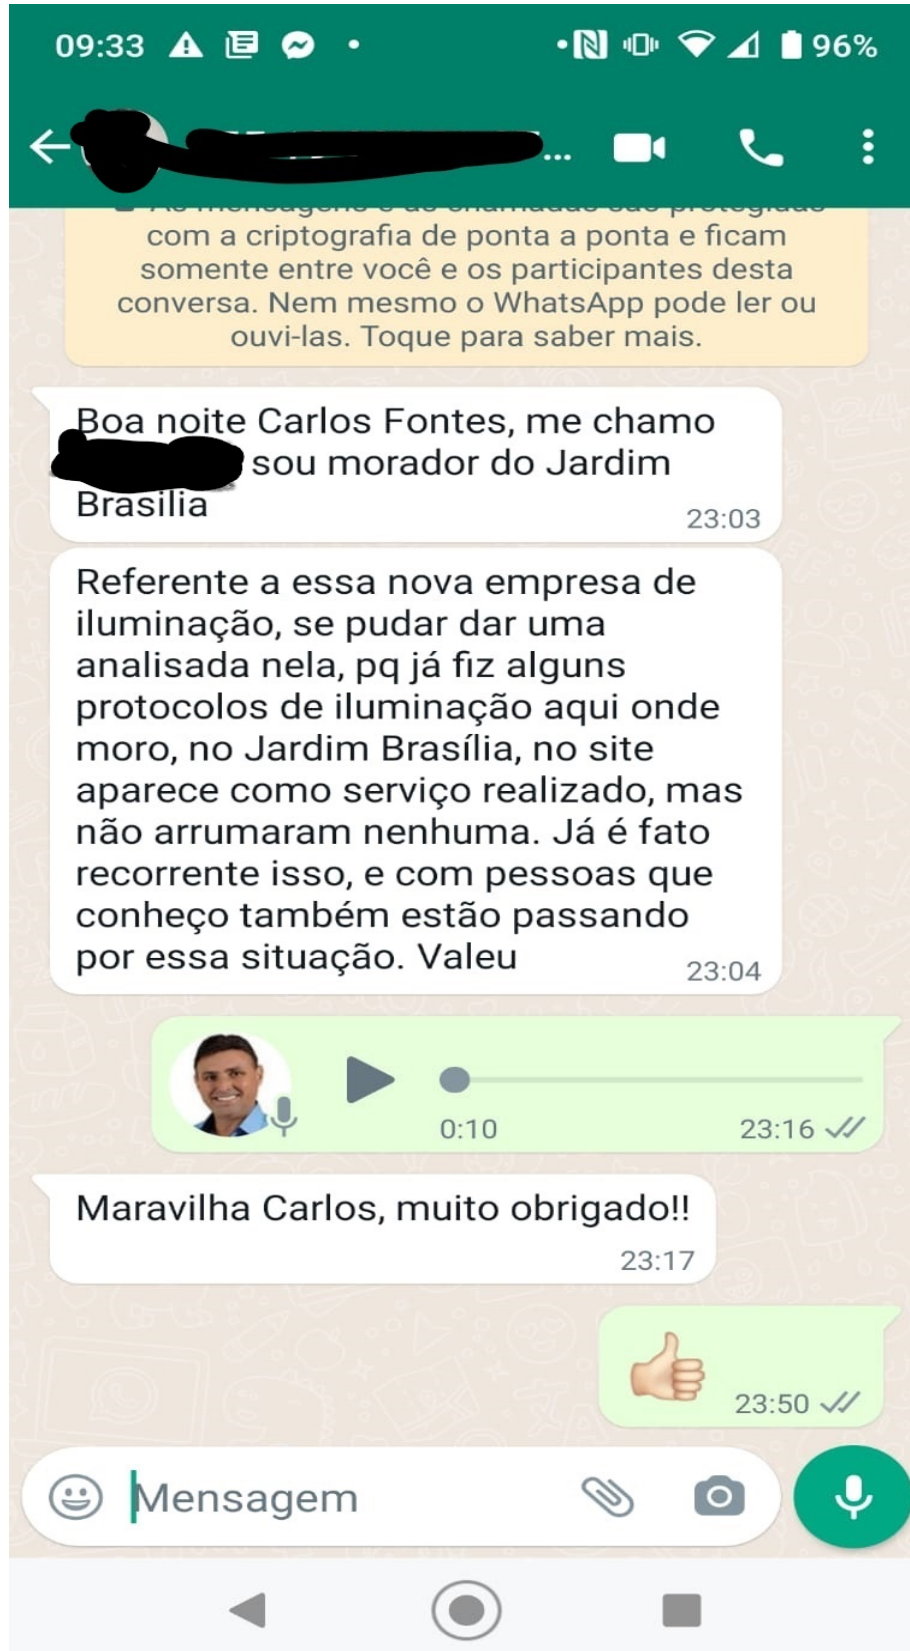 09:33
96%
...
com a criptografia de ponta a ponta e ficam
somente entre você e os participantes desta
conversa. Nem mesmo o WhatsApp pode ler ou
ouvi-las. Toque para saber mais.
Boa noite Carlos Fontes, me chamo
sou morador do Jardim
Brasilia
23:03
Referente a essa nova empresa de
iluminação, se pudar dar uma
analisada nela, pq já fiz alguns
protocolos de iluminação aqui onde
moro, no Jardim Brasília, no site
aparece como serviço realizado, mas
não arrumaram nenhuma. Já é fato
recorrente isso, e com pessoas que
conheço também estão passando
por essa situação. Valeu
23:04
0:10
23:16
Maravilha Carlos, muito obrigado!!
23:17
23:50
Mensagem